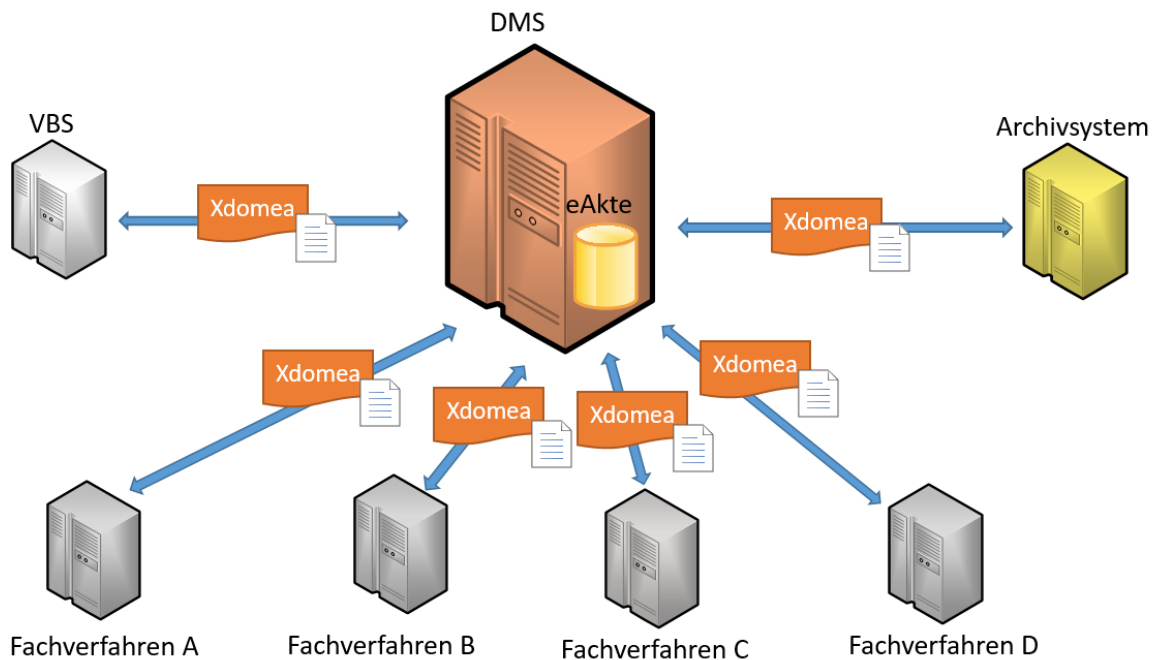 DMS
VBS
Archivsystem
eAkte
Xdomea
Xdomea
Xdomea
Xdomea
Xdomea
Xdomea
Fachverfahren A
Fachverfahren B
Fachverfahren C
Fachverfahren D